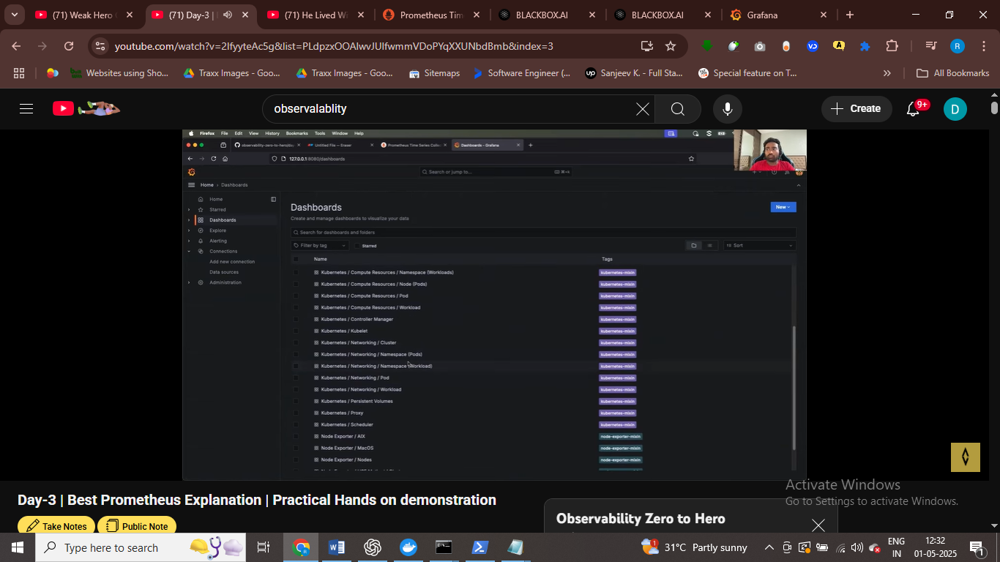 (71) Weak Hero
(71) Day-3 |
(71) He Lived Wi
Prometheus Tim
BLACKBOX.AI
BLACKBOX.AI
Grafana
youtube.com/watch?v=2IfyyteAc5g&list=PLdpzxOOAlwvJUIfwmmVDoPYqXXUNbdBmb&index=3
R
Websites using Sho...
Traxx Images - Goo...
Traxx Images - Goo...
Sitemaps
Software Engineer (...
up
Sanjeev K. - Full Sta...
Special feature on T...
»
All Bookmarks
observalablity
Create
9+
D
Firefox File Edit View History Bookmarks Tools Window Help
observability-zero-to-hero/day
Untitled File — Eraser
Prometheus Time Series Collec
Dashboards - Grafana
127.0.0.1:8080/dashboards
Search or jump to...
⌘+k
Home › Dashboards
Home
Starred
Dashboards
Explore
Alerting
Connections
Add new connection
Data sources
Administration
Dashboards
New
Create and manage dashboards to visualize your data
Search for dashboards and folders
Filter by tag
Starred
Sort
Name
Tags
Kubernetes / Compute Resources / Namespace (Workloads) kubernetes-mixin
Kubernetes / Compute Resources / Node (Pods) kubernetes-mixin
Kubernetes / Compute Resources / Pod kubernetes-mixin
Kubernetes / Compute Resources / Workload kubernetes-mixin
Kubernetes / Controller Manager kubernetes-mixin
Kubernetes / Kubelet kubernetes-mixin
Kubernetes / Networking / Cluster kubernetes-mixin
Kubernetes / Networking / Namespace (Pods) kubernetes-mixin
Kubernetes / Networking / Namespace (Workload) kubernetes-mixin
Kubernetes / Networking / Pod kubernetes-mixin
Kubernetes / Networking / Workload kubernetes-mixin
Kubernetes / Persistent Volumes kubernetes-mixin
Kubernetes / Proxy kubernetes-mixin
Kubernetes / Scheduler kubernetes-mixin
Node Exporter / AIX node-exporter-mixin
Node Exporter / MacOS node-exporter-mixin
Node Exporter / Nodes node-exporter-mixin
Day-3 | Best Prometheus Explanation | Practical Hands on demonstration
Take Notes
Public Note
Observability Zero to Hero
Activate Windows
Go to Settings to activate Windows.
Type here to search
1
31°C Partly sunny
ENG
IN
12:32
01-05-2025
1